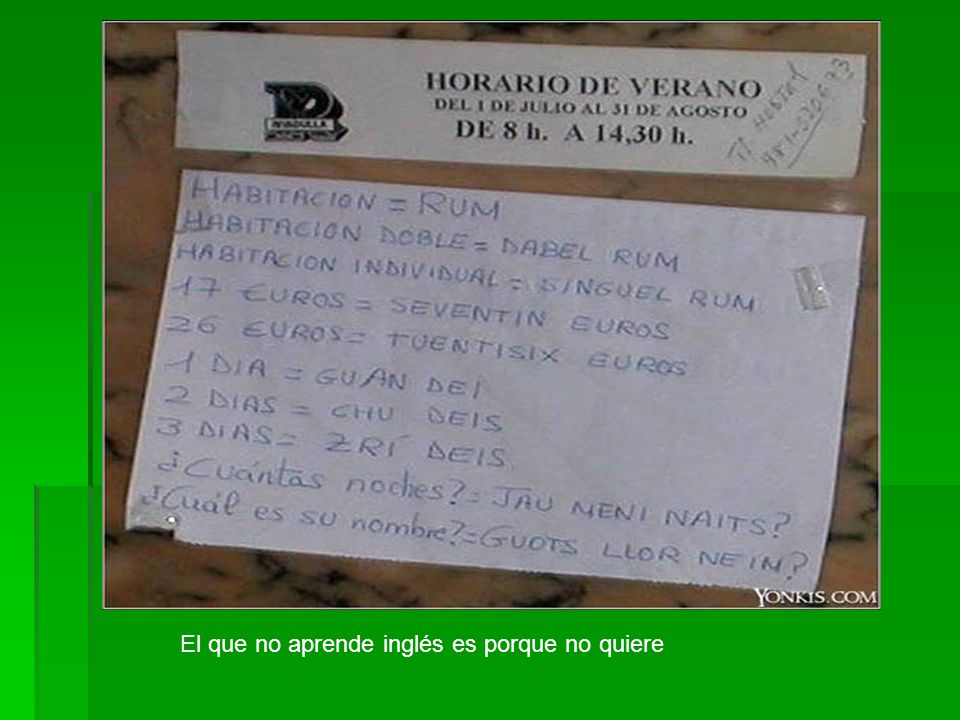 HORARIO DE VERANO
DEL 1 DE JULIO AL 31 DE AGOSTO
DE 8 h. A 14,30 h.
HABITACION = RUM
HABITACION DOBLE = DABEL RUM
HABITACION INDIVIDUAL = SINGUEL RUM
17 EUROS = SEVENTIN EUROS
26 EUROS = TUENTISIX EUROS
1 DIA = GUAN DEI
2 DIAS = CHU DEIS
3 DIAS = ZRÍ DEIS
¿Cuántas noches? = JAU MENI NAITS?
¿Cuál es su nombre? = GUOTS LLOR NEIM?
YONKIS.COM
El que no aprende inglés es porque no quiere